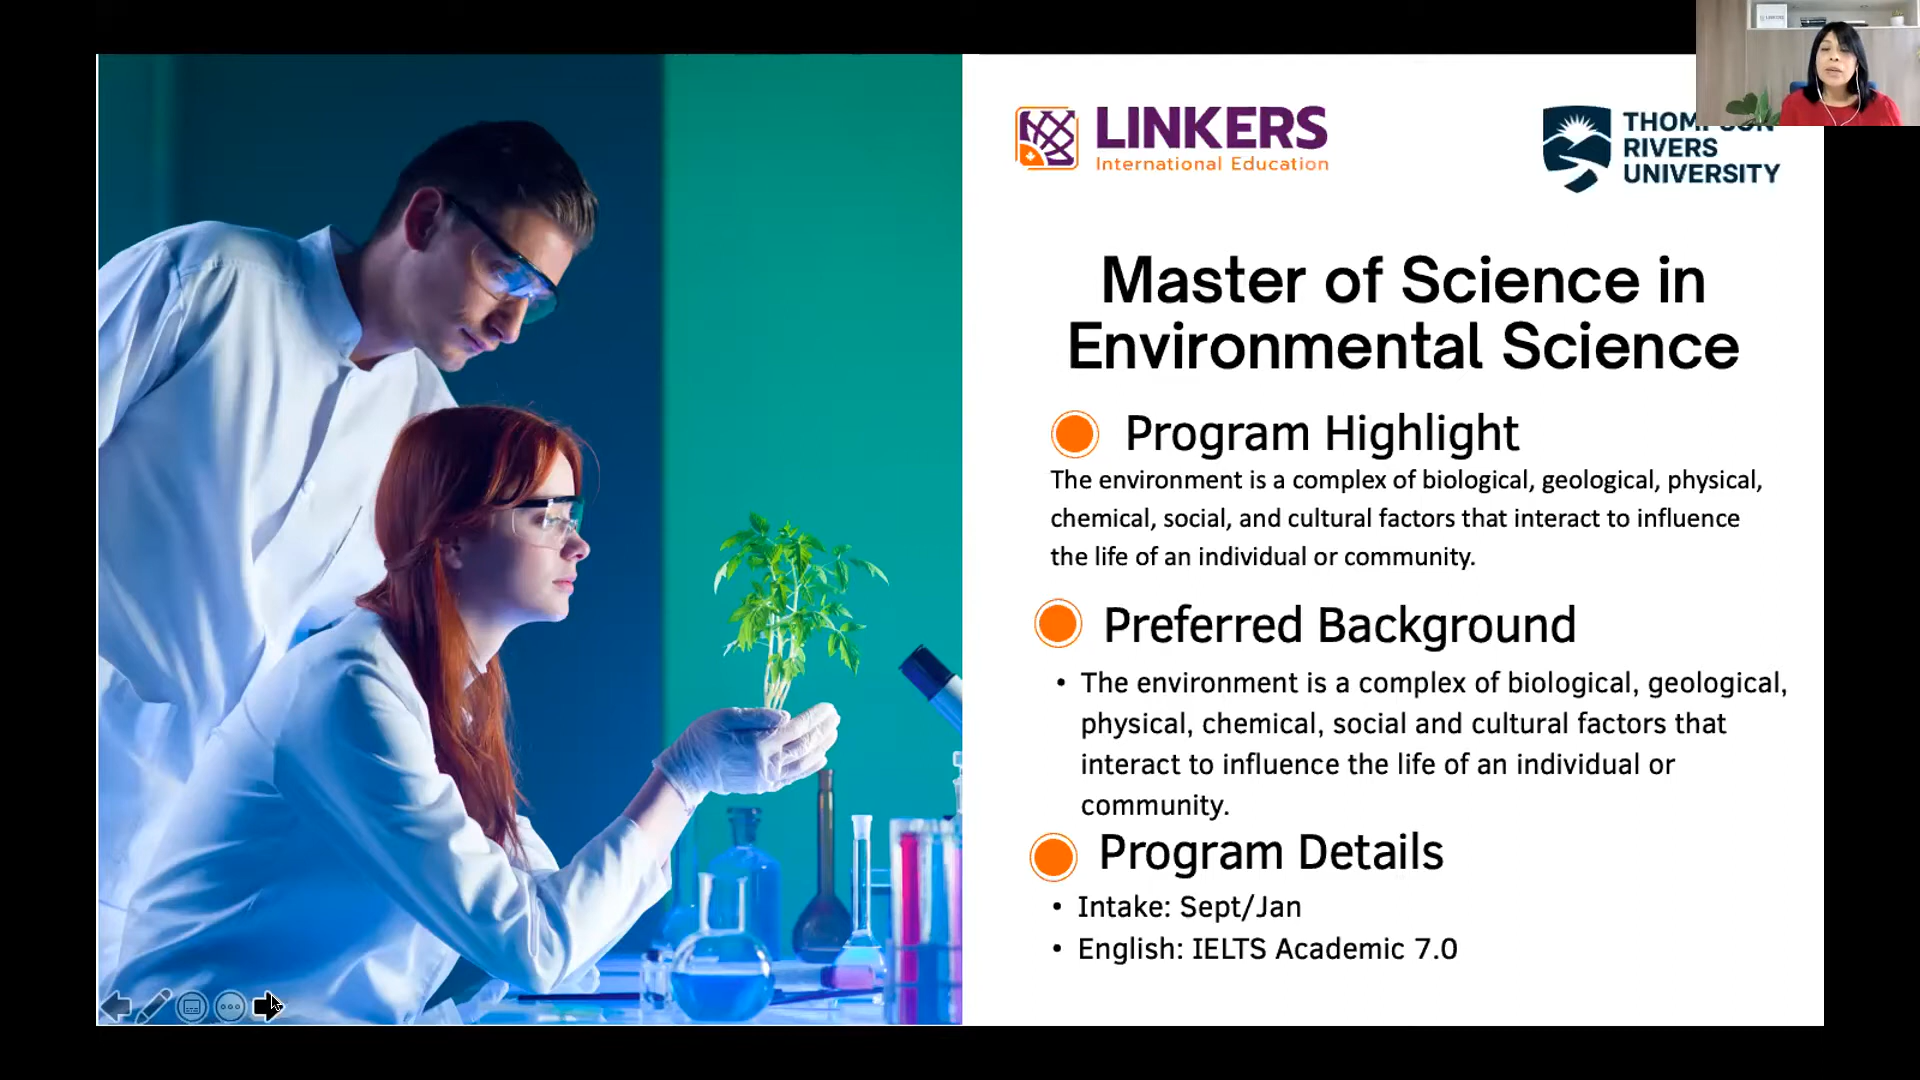 LINKERS
International Education
THOMPSON
RIVERS
UNIVERSITY
Master of Science in
Environmental Science
Program Highlight
The environment is a complex of biological, geological, physical,
chemical, social, and cultural factors that interact to influence
the life of an individual or community.
Preferred Background
• The environment is a complex of biological, geological,
physical, chemical, social and cultural factors that
interact to influence the life of an individual or
community.
Program Details
• Intake: Sept/Jan
• English: IELTS Academic 7.0